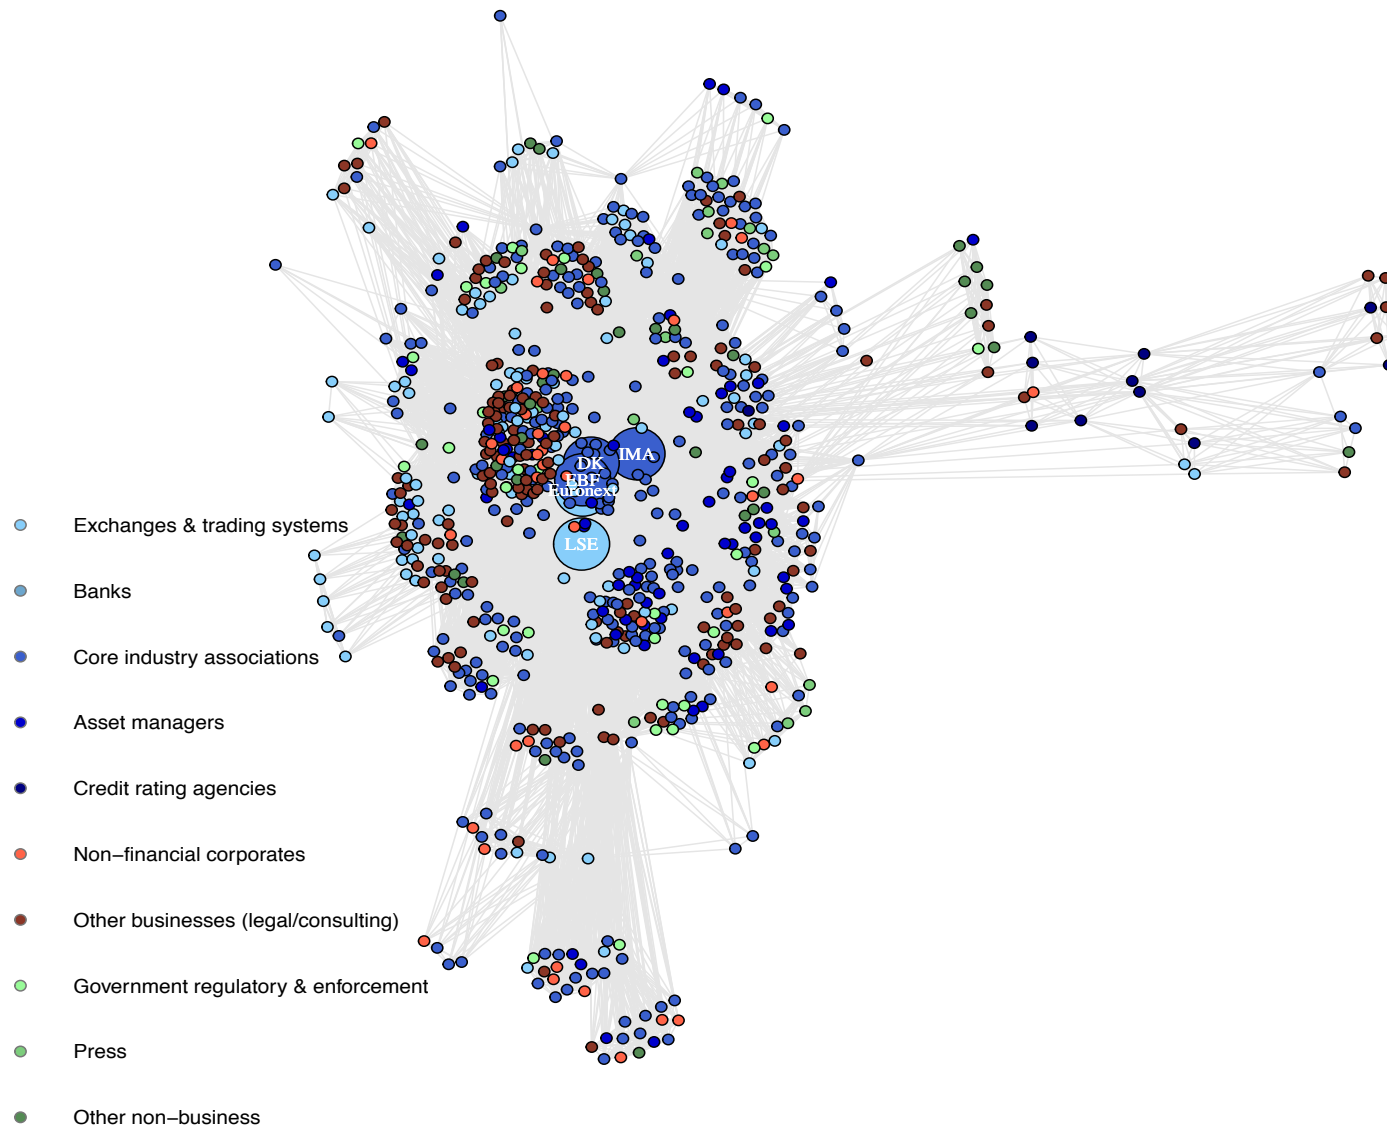 IMA
DK
EBF
Euronext
LSE
Exchanges & trading systems
Banks
Core industry associations
Asset managers
Credit rating agencies
Non−financial corporates
Other businesses (legal/consulting)
Government regulatory & enforcement
Press
Other non−business